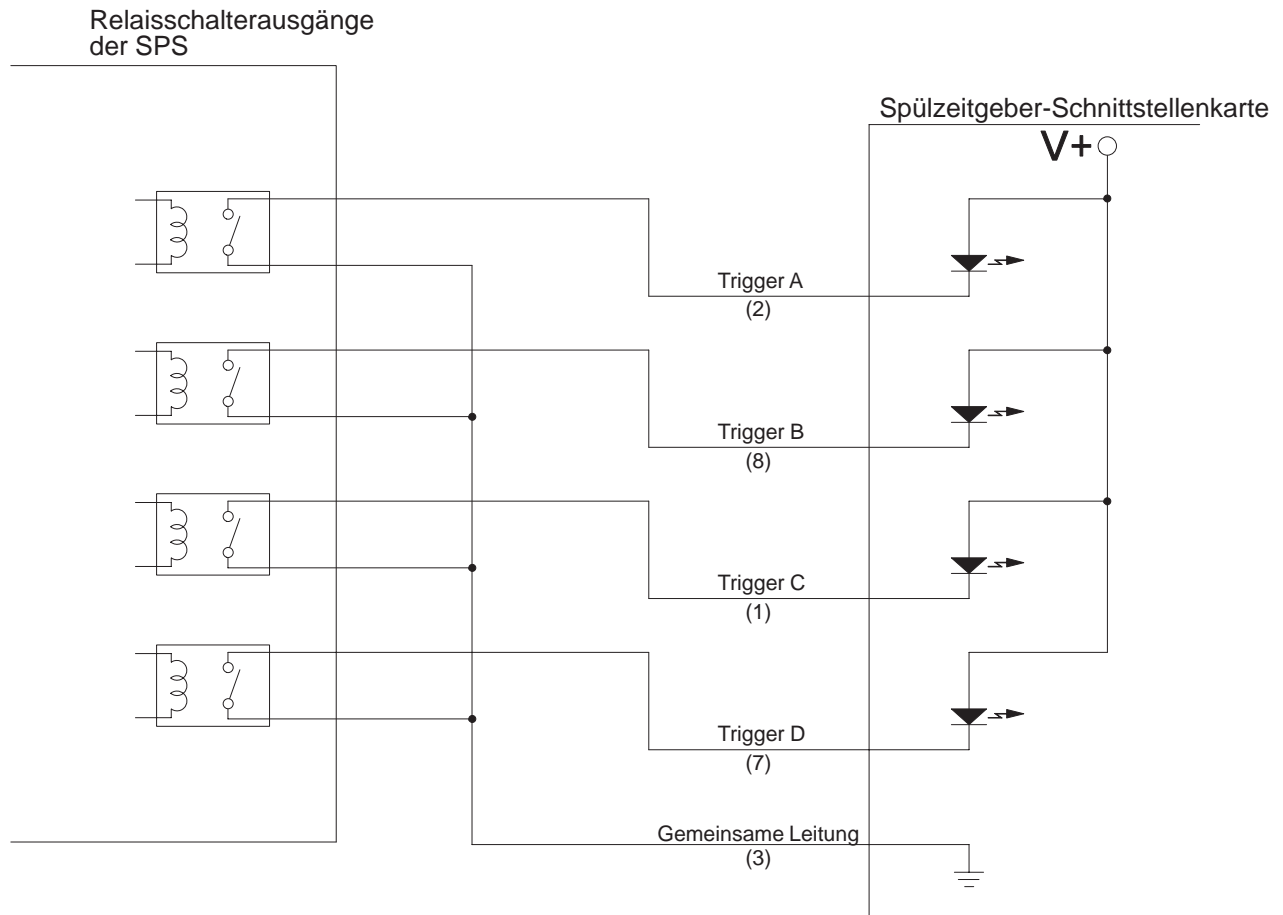 Relaisschalterausgänge
der SPS
Spülzeitgeber-Schnittstellenkarte
V+
Trigger A
(2)
Trigger B
(8)
Trigger C
(1)
Trigger D
(7)
Gemeinsame Leitung
(3)